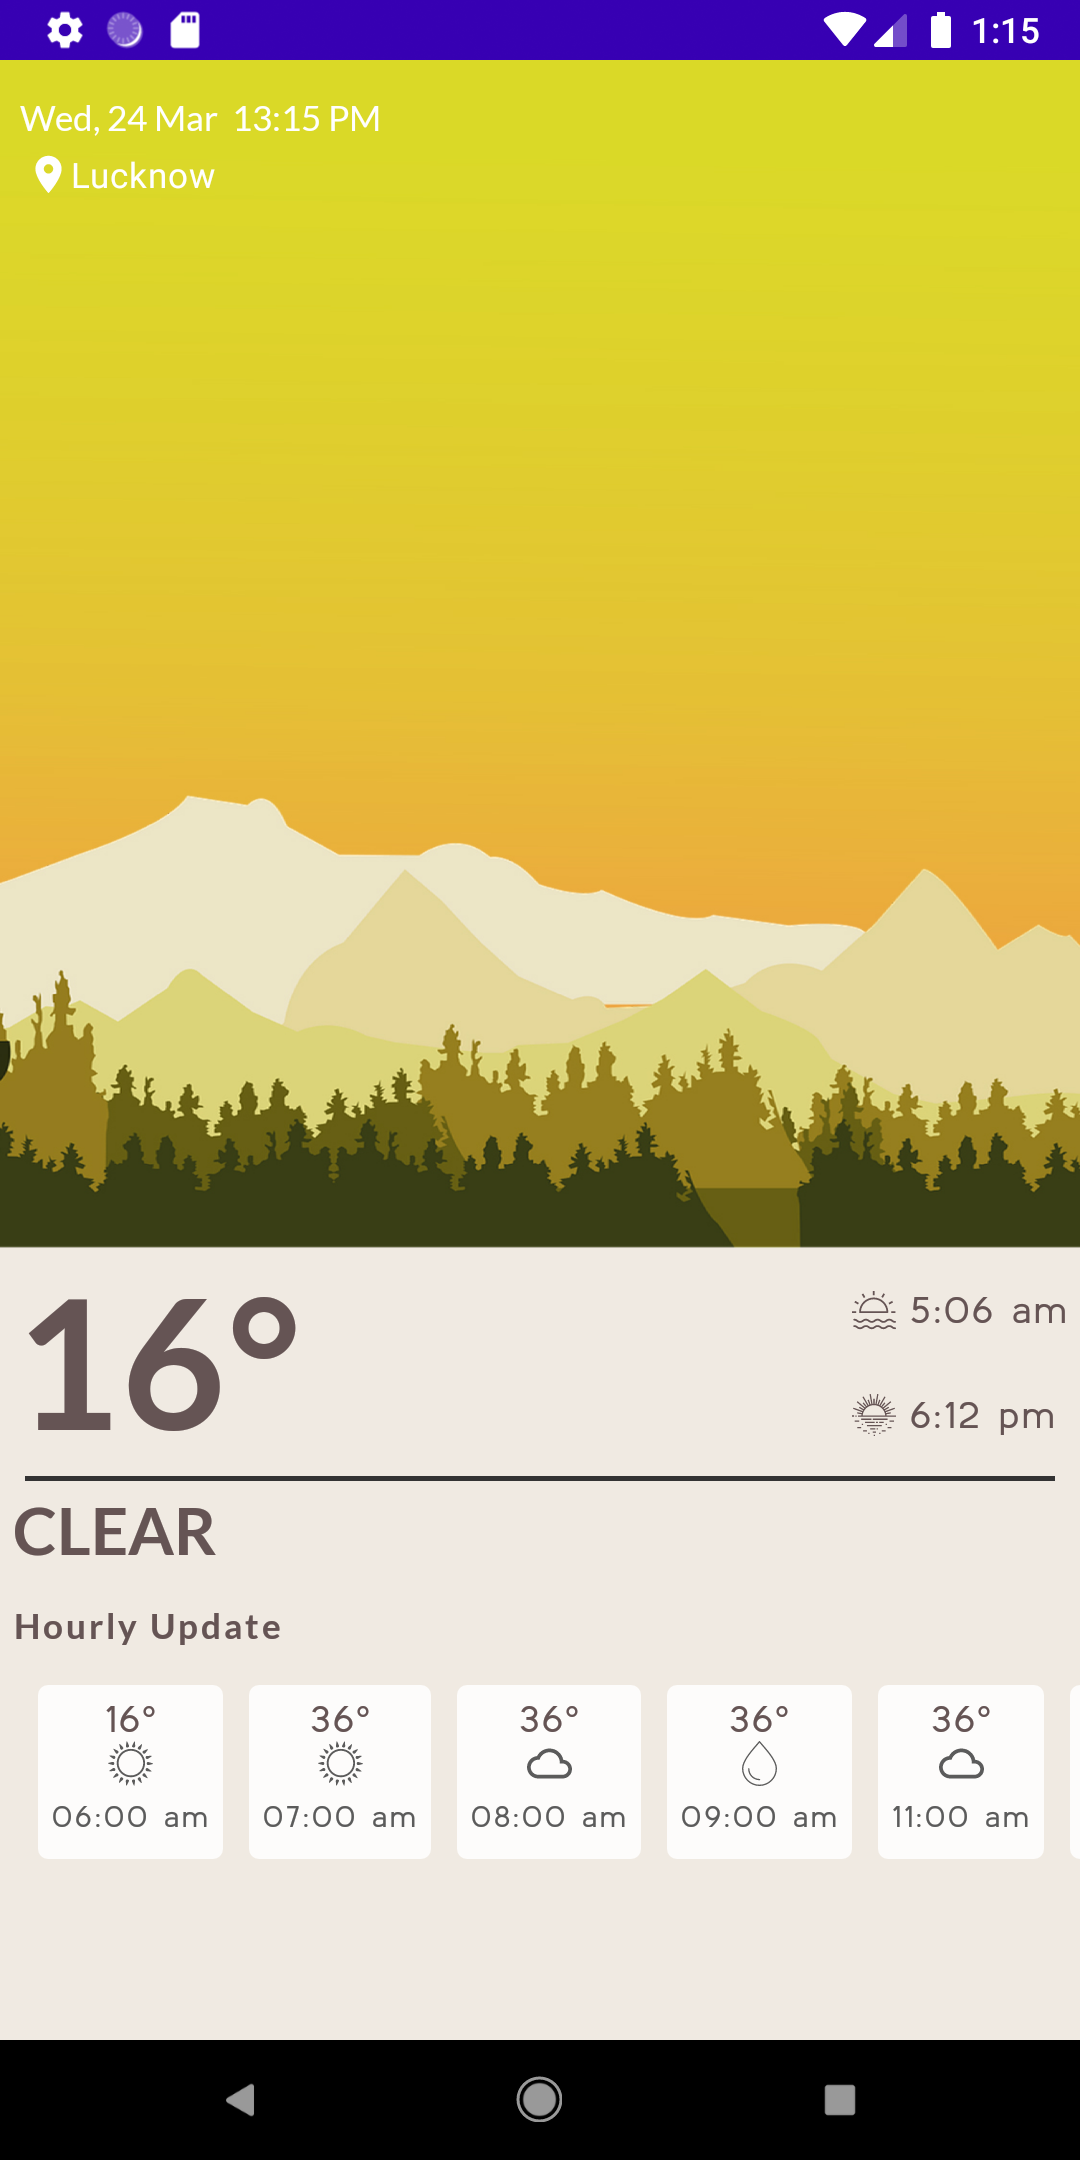 1:15
Wed, 24 Mar 13:15 PM
Lucknow
16°
5:06 am
6:12 pm
CLEAR
Hourly Update
16° 36° 36° 36° 36°
06:00 am 07:00 am 08:00 am 09:00 am 11:00 am